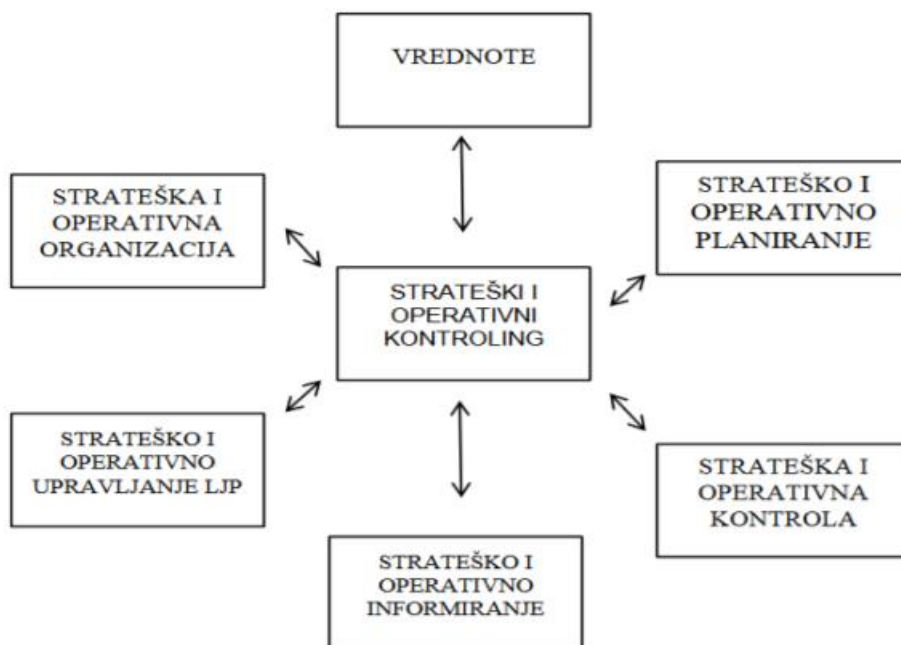 VREDNOTE
STRATEŠKA I
OPERATIVNA
ORGANIZACIJA
STRATEŠKO I
OPERATIVNO
PLANIRANJE
STRATEŠKI I
OPERATIVNI
KONTROLING
STRATEŠKO I
OPERATIVNO
UPRAVLJANJE LJP
STRATEŠKA I
OPERATIVNA
KONTROLA
STRATEŠKO I
OPERATIVNO
INFORMIRANJE